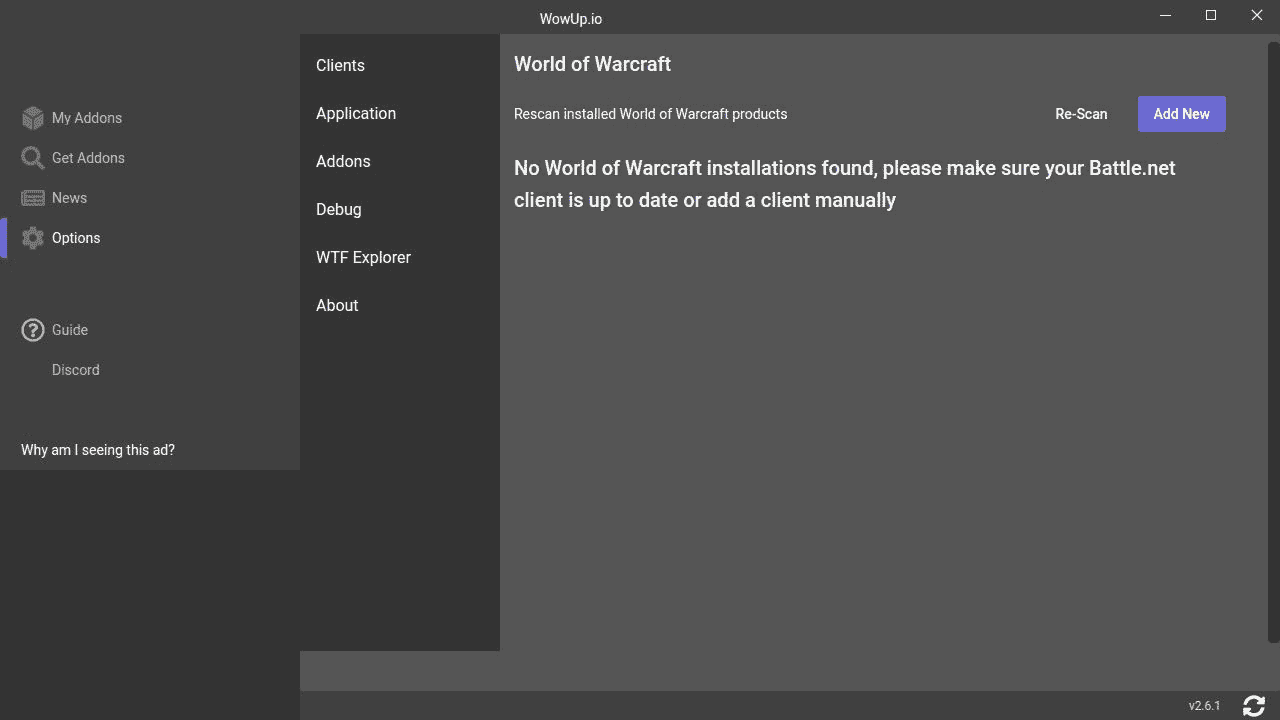 WowUp.io
My Addons
Get Addons
News
Options
Guide
Discord
Why am I seeing this ad?
Clients
Application
Addons
Debug
WTF Explorer
About
World of Warcraft
Rescan installed World of Warcraft products
Re-Scan
Add New
No World of Warcraft installations found, please make sure your Battle.net
client is up to date or add a client manually
v2.6.1